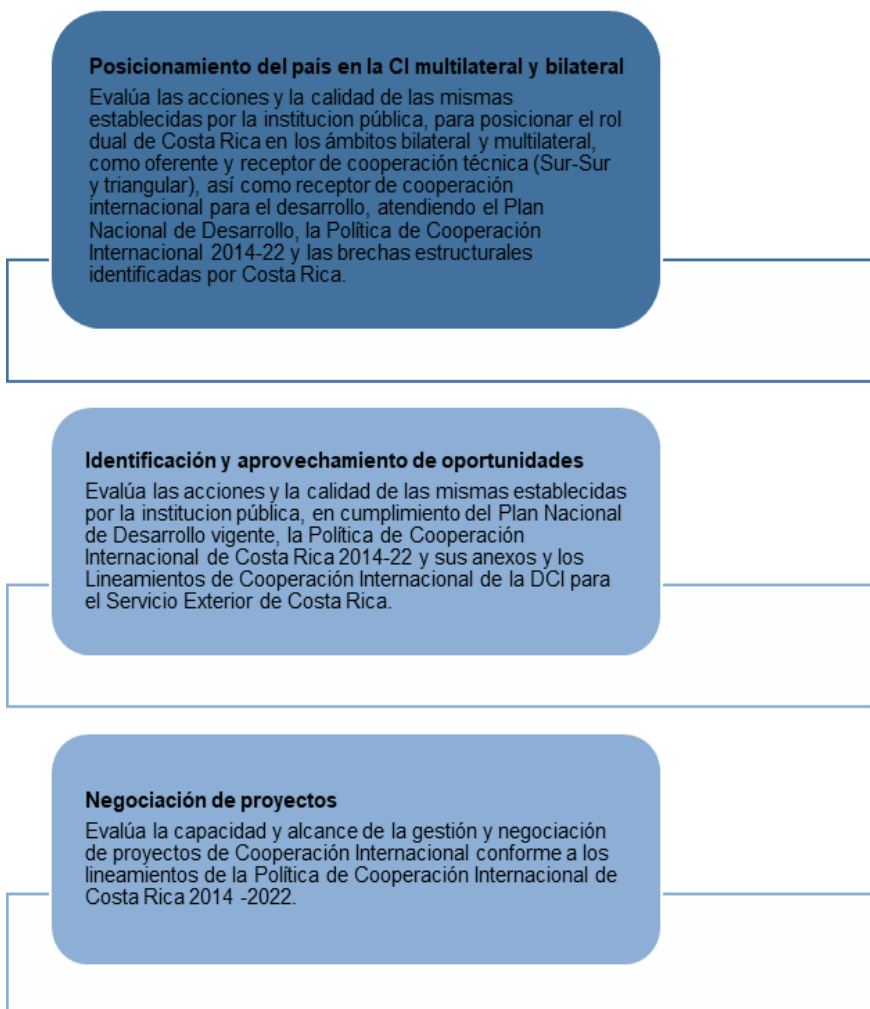 Posicionamiento del país en la CI multilateral y bilateral
Evalúa las acciones y la calidad de las mismas
establecidas por la institucion pública, para posicionar el rol
dual de Costa Rica en los ámbitos bilateral y multilateral,
como oferente y receptor de cooperación técnica (Sur-Sur
y triangular), así como receptor de cooperación
internacional para el desarrollo, atendiendo el Plan
Nacional de Desarrollo, la Política de Cooperación
Internacional 2014-22 y las brechas estructurales
identificadas por Costa Rica.
Identificación y aprovechamiento de oportunidades
Evalúa las acciones y la calidad de las mismas establecidas
por la institucion vública, en cumplimiento del Plan Nacional
de Desarrollo vigente, la Política de Cooperación
Internacional de Costa Rica 2014-22 y sus anexos y los
Lineamientos de Cooperación Internacional de la DCI para
el Servicio Exterior de Costa Rica.
Negociación de proyectos
Evalúa la capacidad y alcance de la gestión y negociación
de proyectos de Cooperación Internacional conforme a los
lineamientos de la Política de Cooperación Internacional de
Costa Rica 2014 -2022.